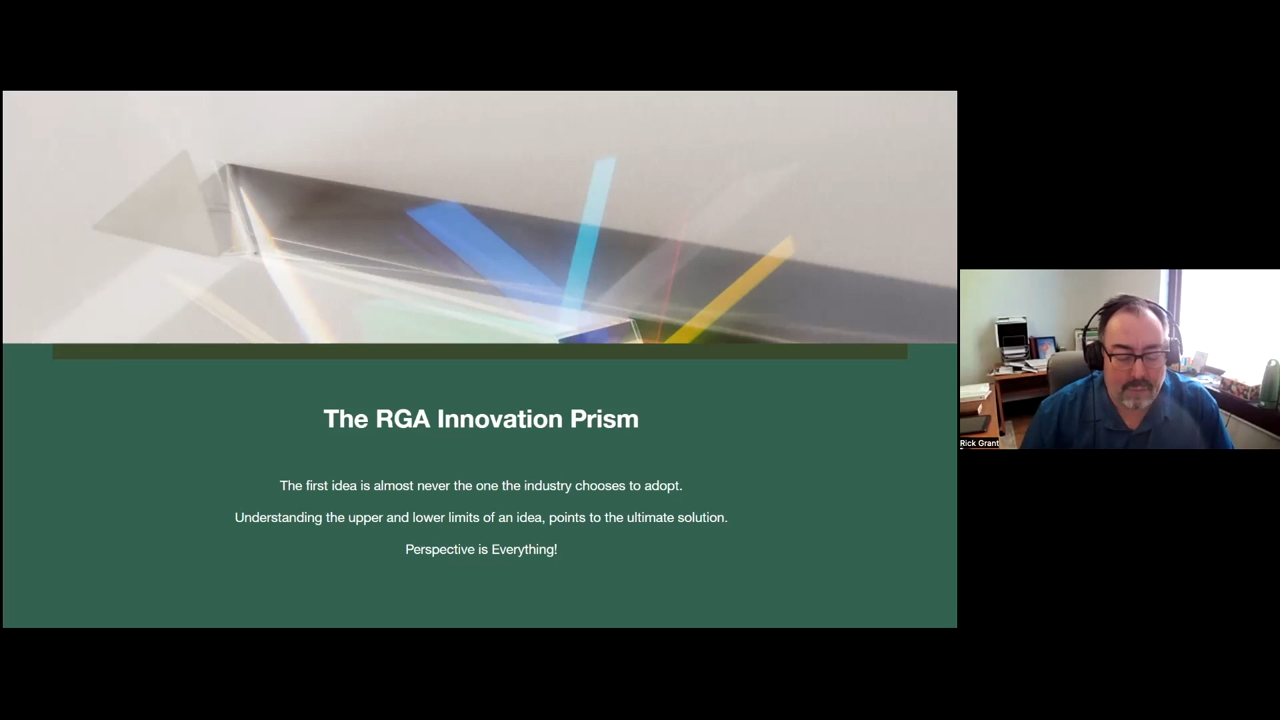 The RGA Innovation Prism
The first idea is almost never the one the industry chooses to adopt.
Understanding the upper and lower limits of an idea, points to the ultimate solution.
Perspective is Everything!
Rick Grant